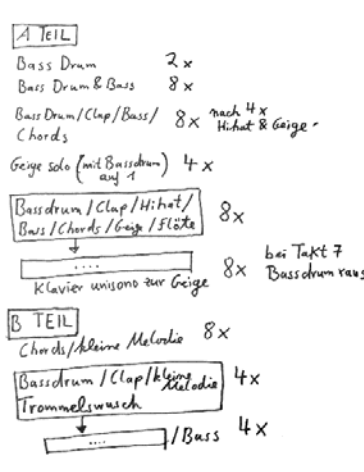 A TEIL
Bass Drum 2x
Bass Drum & Bass 8x
Bass Drum/Clap/Bass/ 8x nach 4x
Chords Hihat & Geige
Geige solo (mit Bassdrum 4x
auf 1)
Bassdrum/Clap/Hihat/ 8x
Bass/Chords/Geige/Flöte
.... 8x bei Takt 7
Klavier unisono zur Geige Bassdrum raus
B TEIL
Chords/kleine Melodie 8x
Bassdrum/Clap/kleine 4x
Melodie
Trommelwusch
.... /Bass 4x